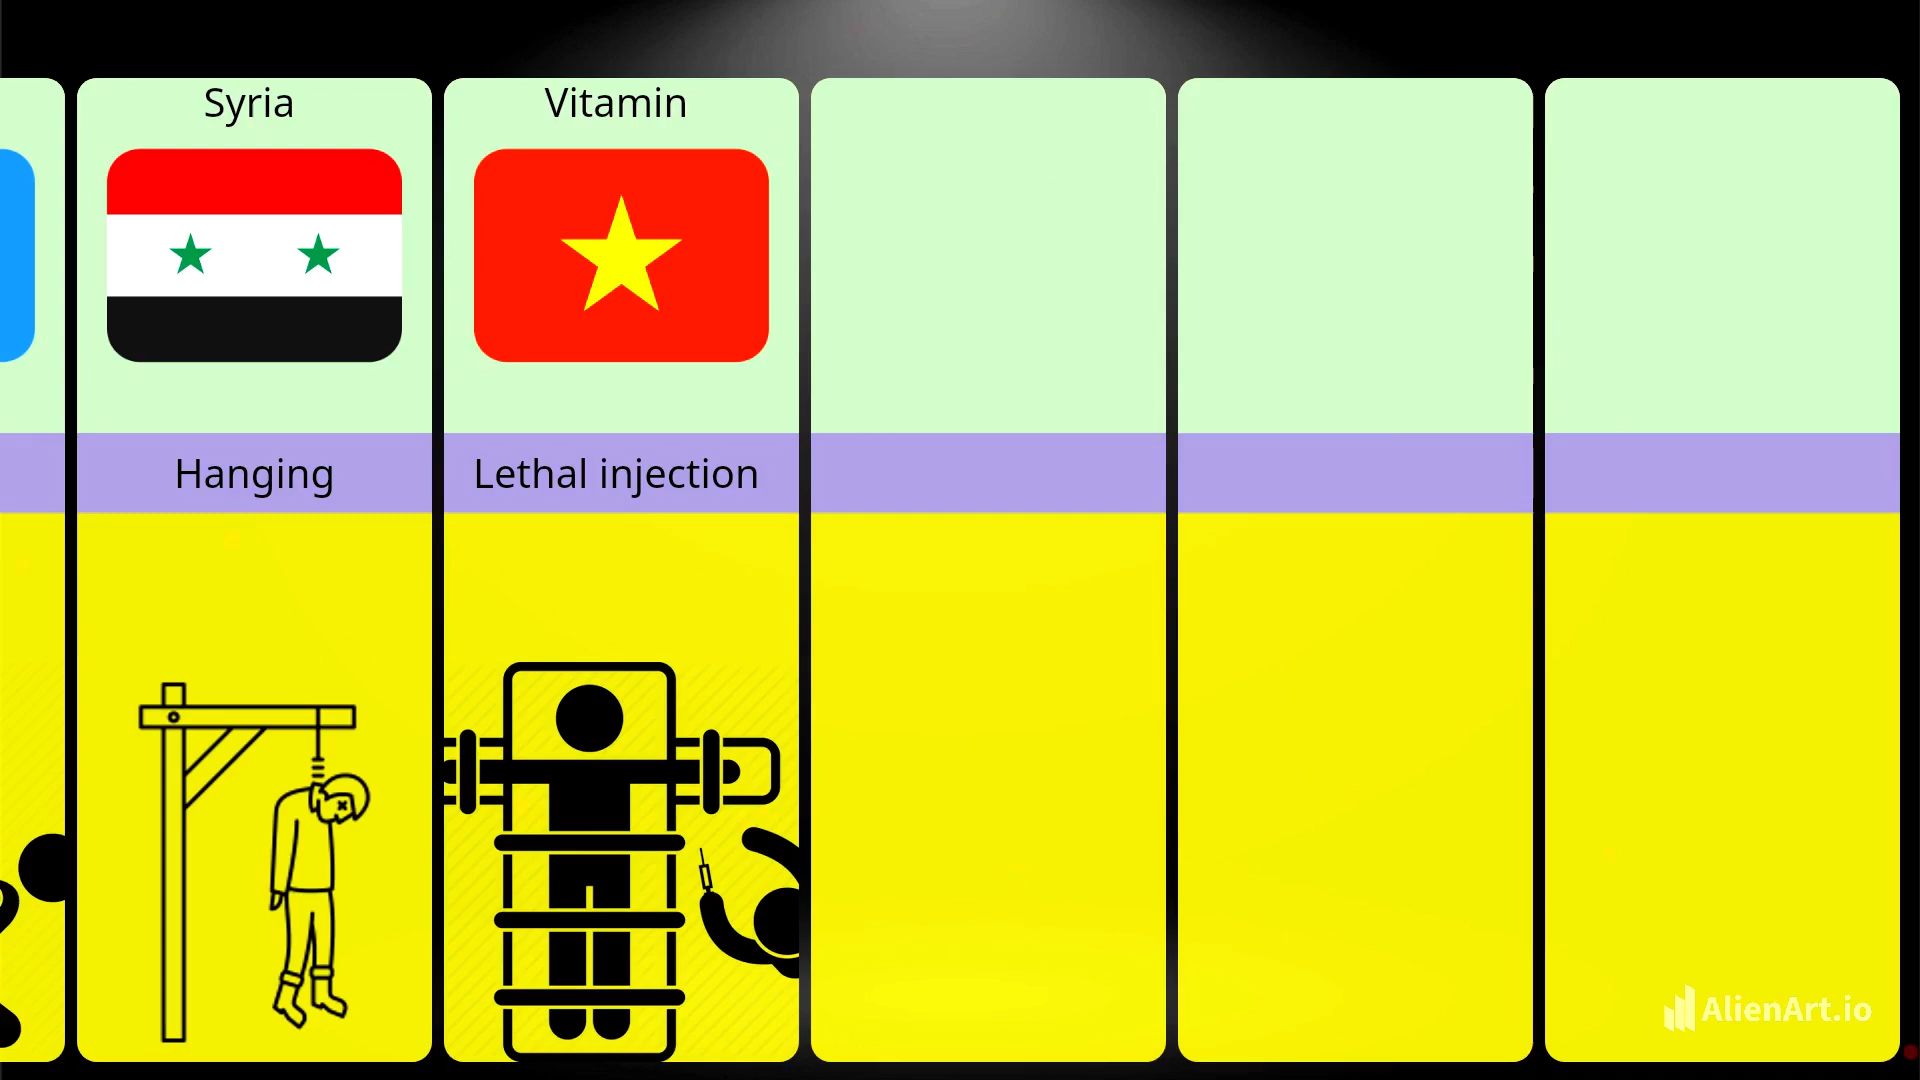 Syria
Vitamin
Hanging
Lethal injection
AlienArt.io